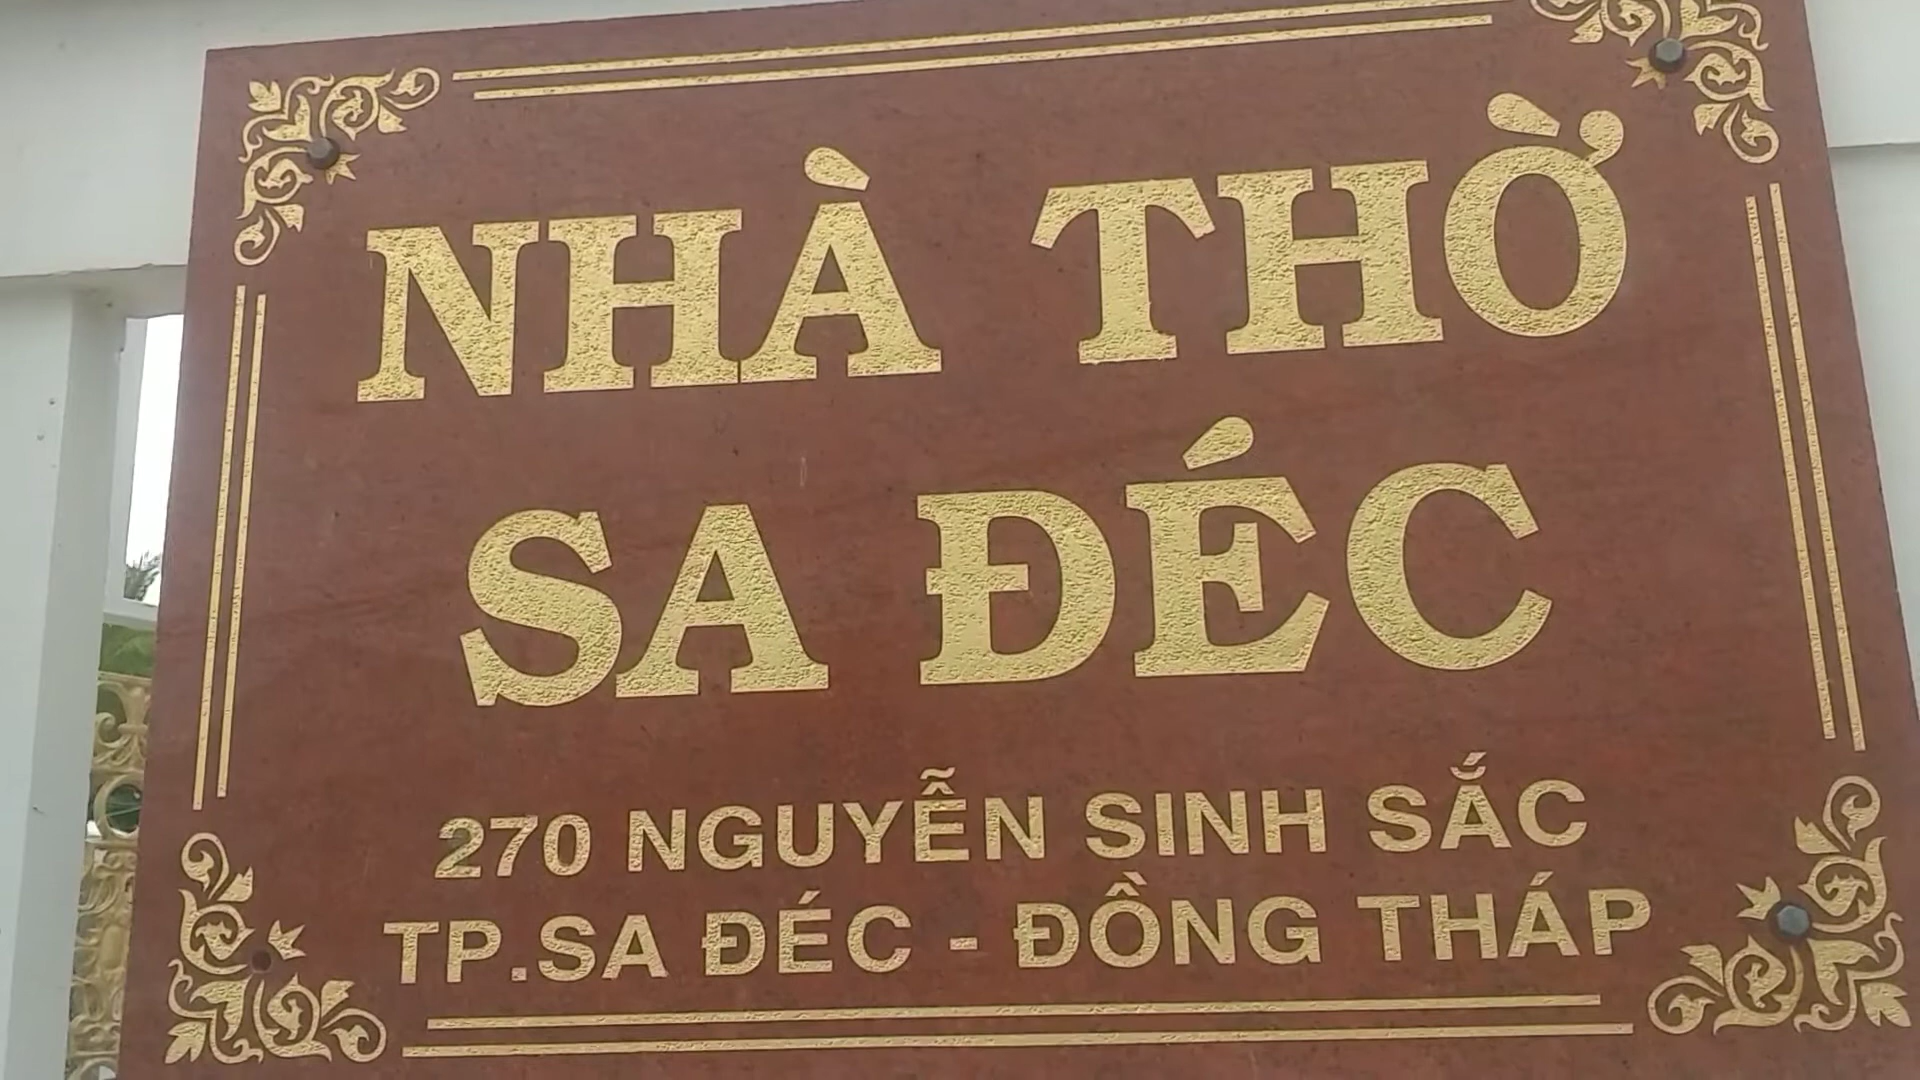 NHÀ THỜ
SA ĐÉC
270 NGUYỄN SINH SẮC
TP.SA ĐÉC - ĐỒNG THÁP